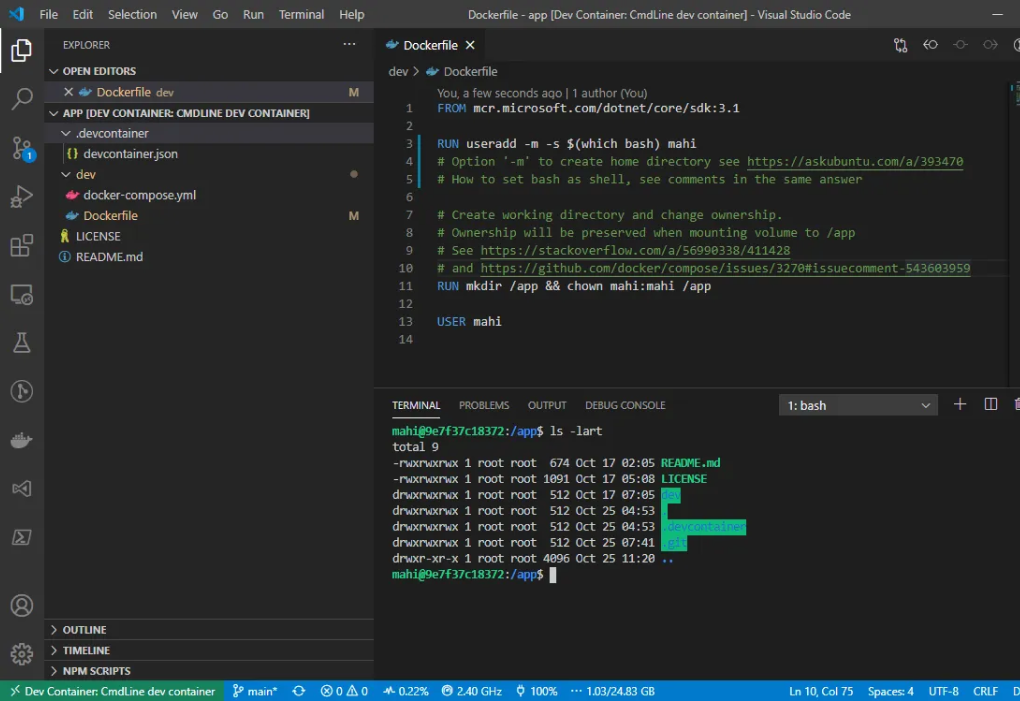 File Edit Selection View Go Run Terminal Help Dockerfile - app [Dev Container: CmdLine dev container] - Visual Studio Code
EXPLORER
OPEN EDITORS
Dockerfile dev M
APP [DEV CONTAINER: CMDLINE DEV CONTAINER]
.devcontainer
{} devcontainer.json
dev
docker-compose.yml
Dockerfile M
LICENSE
README.md
OUTLINE
TIMELINE
NPM SCRIPTS
1
Dockerfile
dev > Dockerfile
You, a few seconds ago | 1 author (You)
1 FROM mcr.microsoft.com/dotnet/core/sdk:3.1
2
3 RUN useradd -m -s $(which bash) mahi
4 # Option '-m' to create home directory see https://askubuntu.com/a/393470
5 # How to set bash as shell, see comments in the same answer
6
7 # Create working directory and change ownership.
8 # Ownership will be preserved when mounting volume to /app
9 # See https://stackoverflow.com/a/56990338/411428
10 # and https://github.com/docker/compose/issues/3270#issuecomment-543603959
11 RUN mkdir /app && chown mahi:mahi /app
12
13 USER mahi
14
TERMINAL PROBLEMS OUTPUT DEBUG CONSOLE 1: bash
mahi@9e7f37c18372:/app$ ls -lart
total 9
-rwxrwxrwx 1 root root 674 Oct 17 02:05 README.md
-rwxrwxrwx 1 root root 1091 Oct 17 05:08 LICENSE
drwxrwxrwx 1 root root 512 Oct 17 07:05 dev
drwxrwxrwx 1 root root 512 Oct 25 04:53 .
drwxrwxrwx 1 root root 512 Oct 25 04:53 .devcontainer
drwxrwxrwx 1 root root 512 Oct 25 07:41 .git
drwxr-xr-x 1 root root 4096 Oct 25 11:20 ..
mahi@9e7f37c18372:/app$
Dev Container: CmdLine dev container main* 0 0 0.22% 2.40 GHz 100% 1.03/24.83 GB Ln 10, Col 75 Spaces: 4 UTF-8 CRLF D